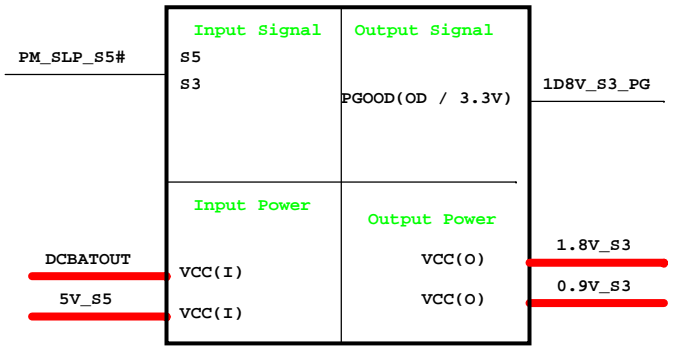 Input Signal
Output Signal
PM_SLP_S5#
S5
S3
1D8V_S3_PG
PGOOD(OD / 3.3V)
Input Power
Output Power
DCBATOUT
VCC(I)
5V_S5
VCC(I)
VCC(O)
1.8V_S3
VCC(O)
0.9V_S3